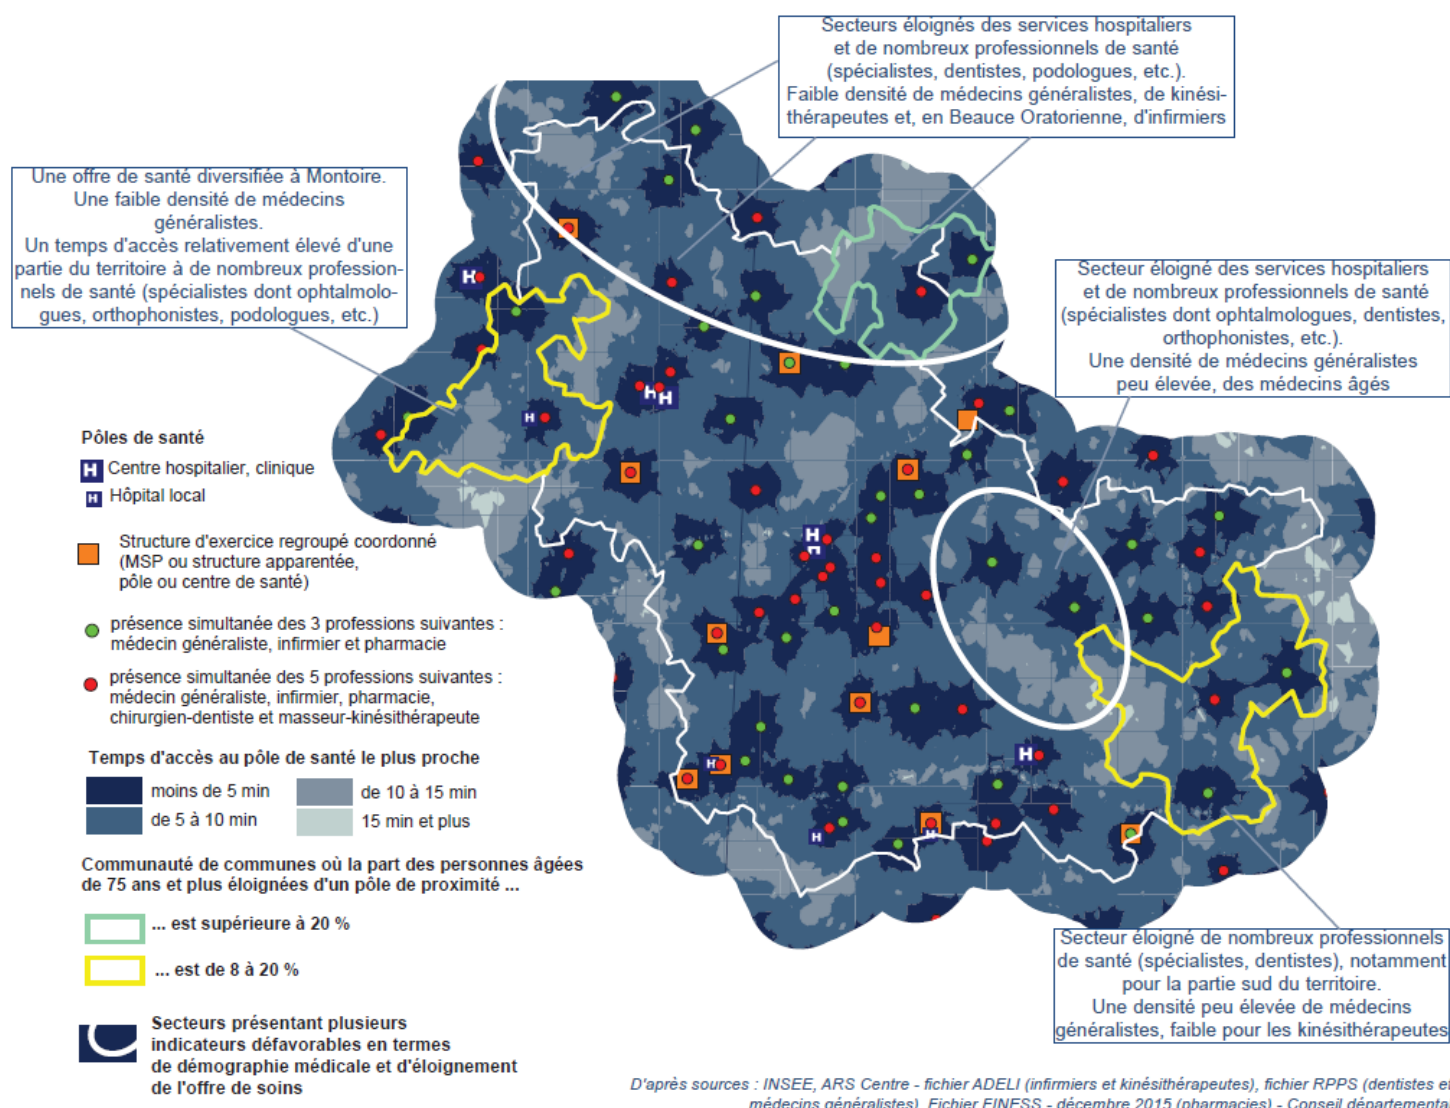 Secteurs éloignés des services hospitaliers
et de nombreux professionnels de santé
(spécialistes, dentistes, podologues, etc.).
Faible densité de médecins généralistes, de kinési-
thérapeutes et, en Beauce Oratorienne, d'infirmiers
Une offre de santé diversifiée à Montoire.
Une faible densité de médecins
généralistes.
Un temps d'accès relativement élevé d'une
partie du territoire à de nombreux profession-
nels de santé (spécialistes dont ophtalmolo-
gues, orthophonistes, podologues, etc.)
Secteur éloigné des services hospitaliers
et de nombreux professionnels de santé
(spécialistes dont ophtalmologues, dentistes,
orthophonistes, etc.).
Une densité de médecins généralistes
peu élevée, des médecins âgés
Pôles de santé
H Centre hospitalier, clinique
H Hôpital local
Structure d'exercice regroupé coordonné
(MSP ou structure apparentée,
pôle ou centre de santé)
présence simultanée des 3 professions suivantes :
médecin généraliste, infirmier et pharmacie
présence simultanée des 5 professions suivantes :
médecin généraliste, infirmier, pharmacie,
chirurgien-dentiste et masseur-kinésithérapeute
Temps d'accès au pôle de santé le plus proche
moins de 5 min
de 10 à 15 min
de 5 à 10 min
15 min et plus
Communauté de communes où la part des personnes âgées
de 75 ans et plus éloignées d'un pôle de proximité ...
... est supérieure à 20 %
... est de 8 à 20 %
Secteurs présentant plusieurs
indicateurs défavorables en termes
de démographie médicale et d'éloignement
de l'offre de soins
Secteur éloigné de nombreux professionnels
de santé (spécialistes, dentistes), notamment
pour la partie sud du territoire.
Une densité peu élevée de médecins
généralistes, faible pour les kinésithérapeutes
D'après sources : INSEE, ARS Centre - fichier ADELI (infirmiers et kinésithérapeutes), fichier RPPS (dentistes et
médecins généralistes), Fichier FINESS - décembre 2015 (pharmacies) - Conseil départemental